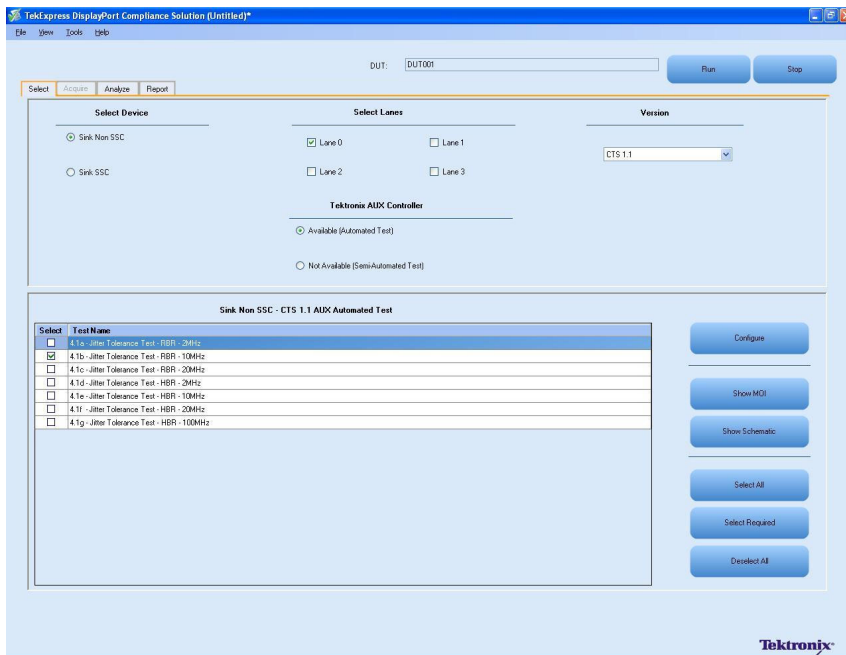 TekExpress DisplayPort Compliance Solution (Untitled)*
File View Tools Help
DUT: DUT001
Run
Stop
Select Acquire Analyze Report
Select Device
Select Lanes
Version
Sink Non SSC
Lane 0
Lane 1
CTS 1.1
Sink SSC
Lane 2
Lane 3
Tektronix AUX Controller
Available (Automated Test)
Not Available (Semi-Automated Test)
Sink Non SSC - CTS 1.1 AUX Automated Test
Select Test Name
4.1a - Jitter Tolerance Test - RBR - 2MHz
4.1b - Jitter Tolerance Test - RBR - 10MHz
4.1c - Jitter Tolerance Test - RBR - 20MHz
4.1d - Jitter Tolerance Test - HBR - 2MHz
4.1e - Jitter Tolerance Test - HBR - 10MHz
4.1f - Jitter Tolerance Test - HBR - 20MHz
4.1g - Jitter Tolerance Test - HBR - 100MHz
Configure
Show MOI
Show Schematic
Select All
Select Required
Deselect All
Tektronix